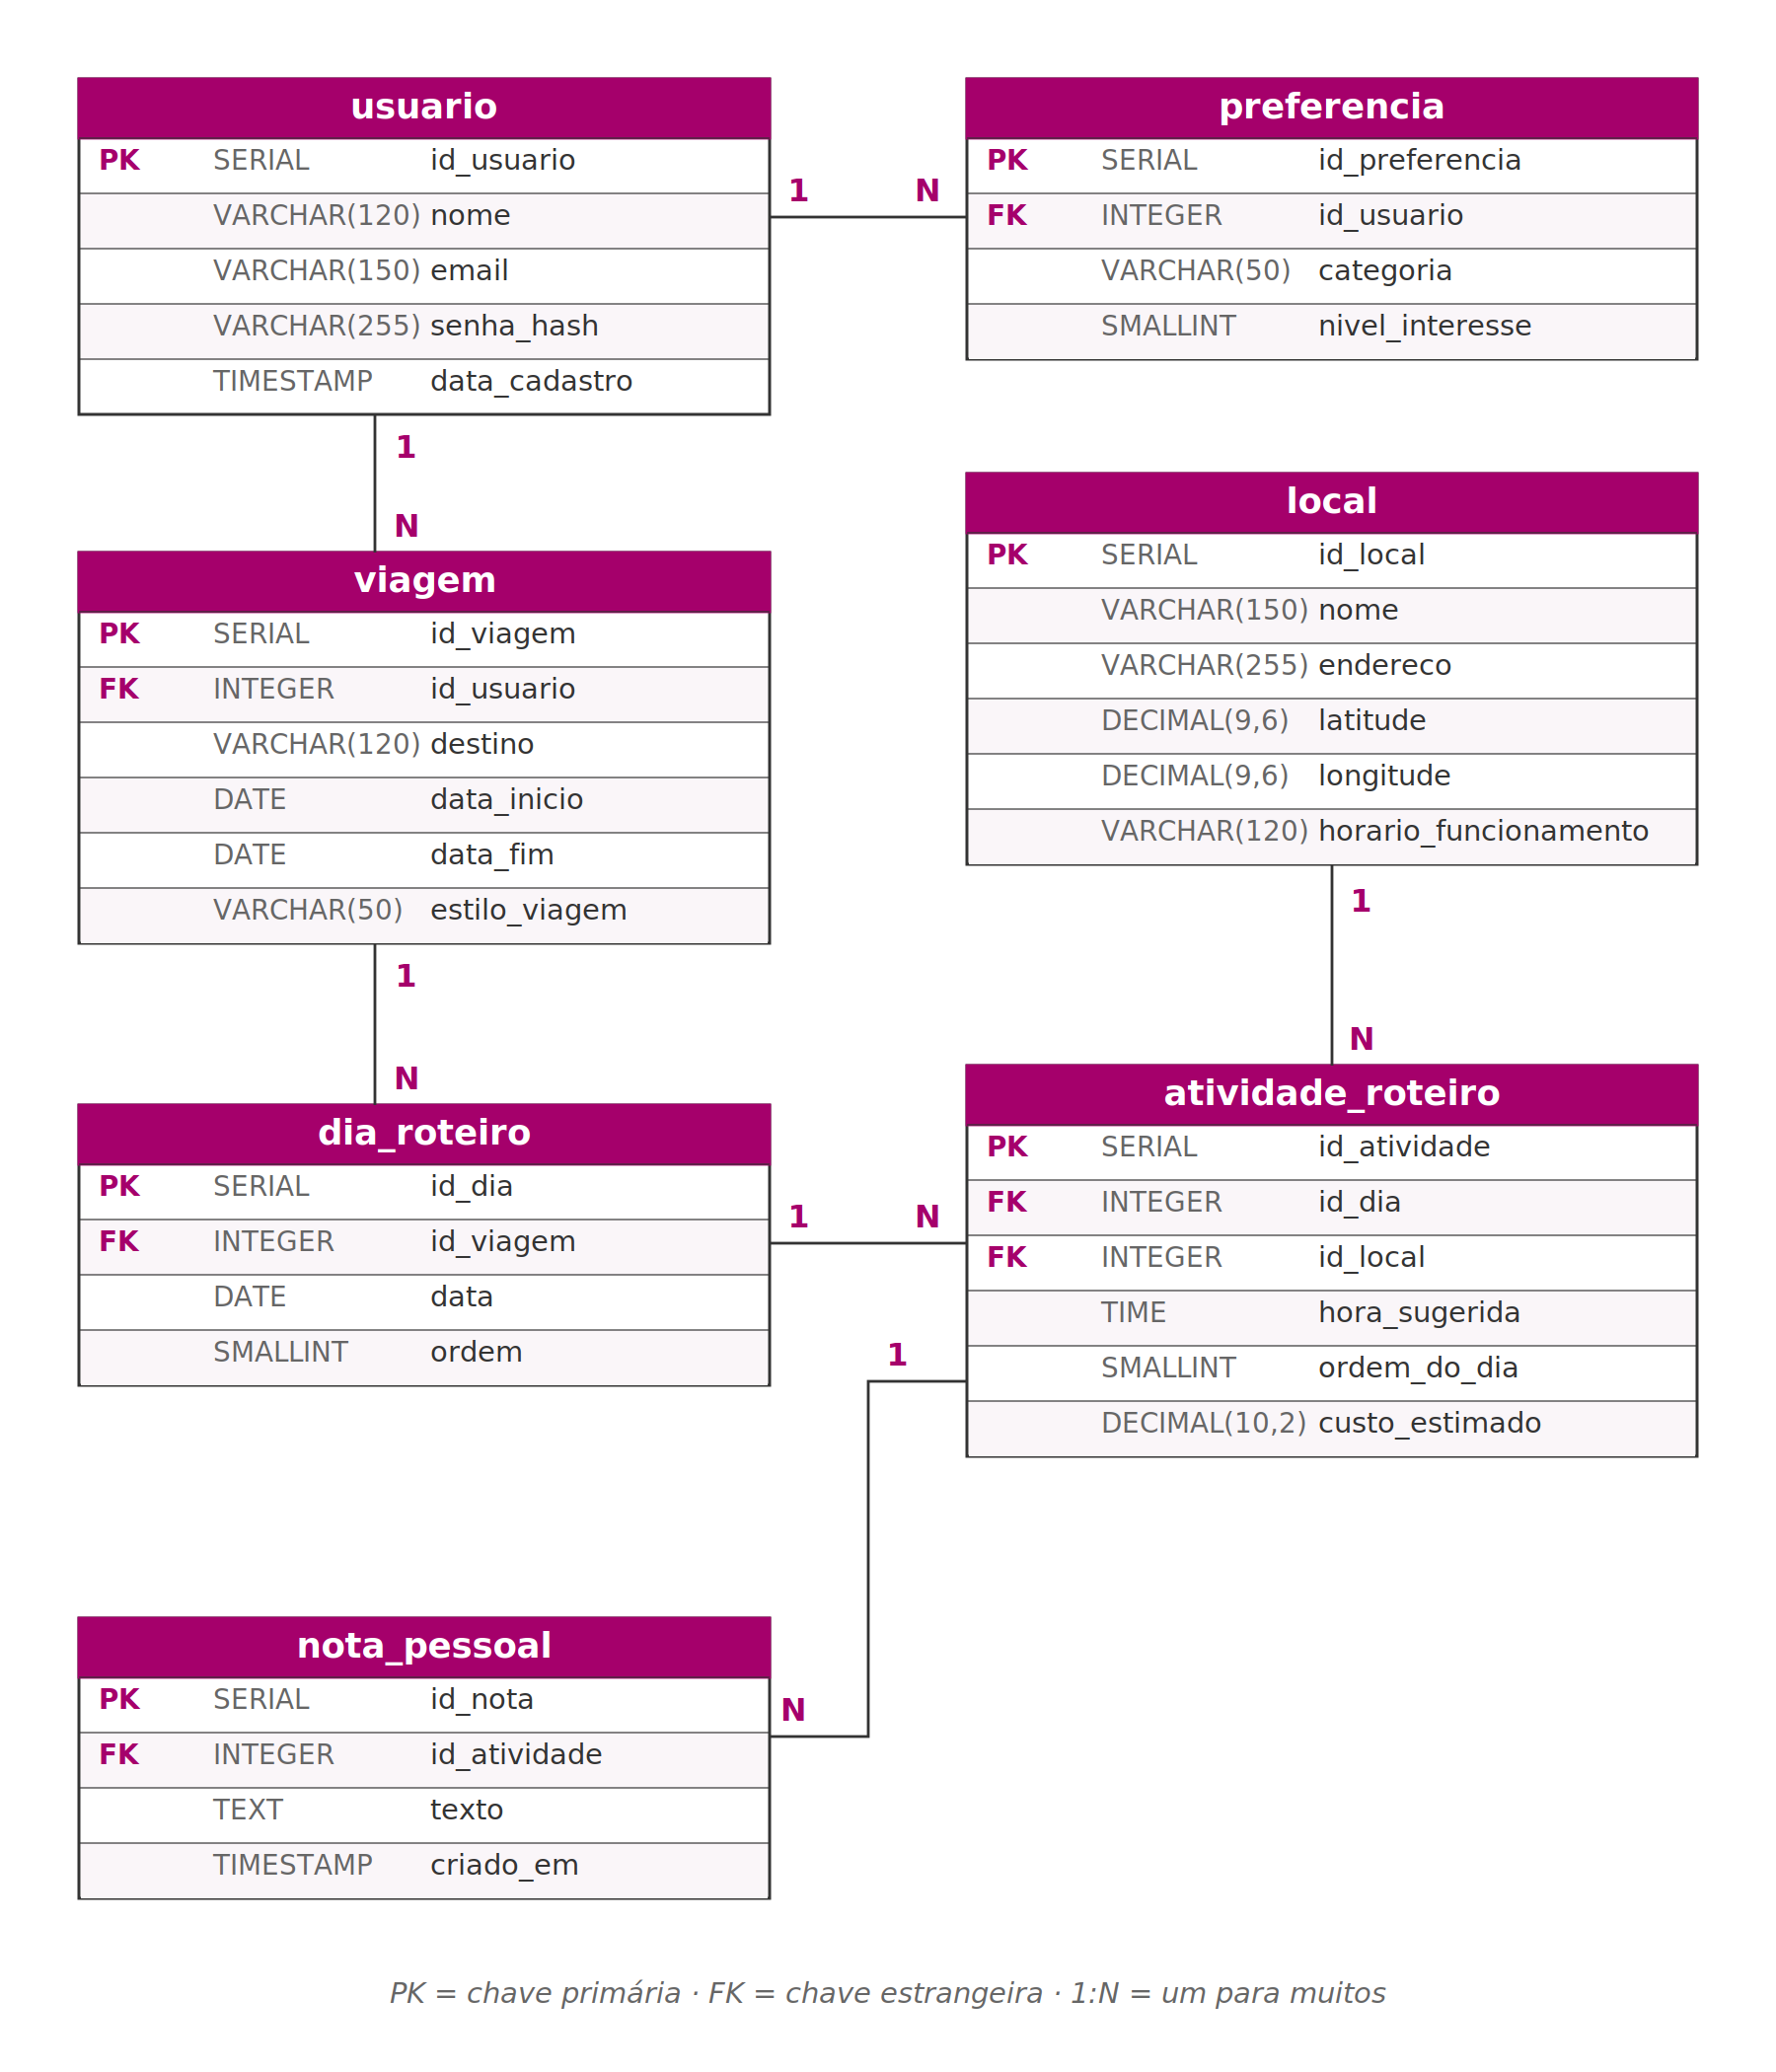 usuario
PK SERIAL id_usuario
VARCHAR(120) nome
VARCHAR(150) email
VARCHAR(255) senha_hash
TIMESTAMP data_cadastro
1 N
preferencia
PK SERIAL id_preferencia
FK INTEGER id_usuario
VARCHAR(50) categoria
SMALLINT nivel_interesse
1
N
viagem
PK SERIAL id_viagem
FK INTEGER id_usuario
VARCHAR(120) destino
DATE data_inicio
DATE data_fim
VARCHAR(50) estilo_viagem
local
PK SERIAL id_local
VARCHAR(150) nome
VARCHAR(255) endereco
DECIMAL(9,6) latitude
DECIMAL(9,6) longitude
VARCHAR(120) horario_funcionamento
1
N
1
N
dia_roteiro
PK SERIAL id_dia
FK INTEGER id_viagem
DATE data
SMALLINT ordem
1 N
atividade_roteiro
PK SERIAL id_atividade
FK INTEGER id_dia
FK INTEGER id_local
TIME hora_sugerida
SMALLINT ordem_do_dia
DECIMAL(10,2) custo_estimado
1
N
nota_pessoal
PK SERIAL id_nota
FK INTEGER id_atividade
TEXT texto
TIMESTAMP criado_em
PK = chave primária · FK = chave estrangeira · 1:N = um para muitos